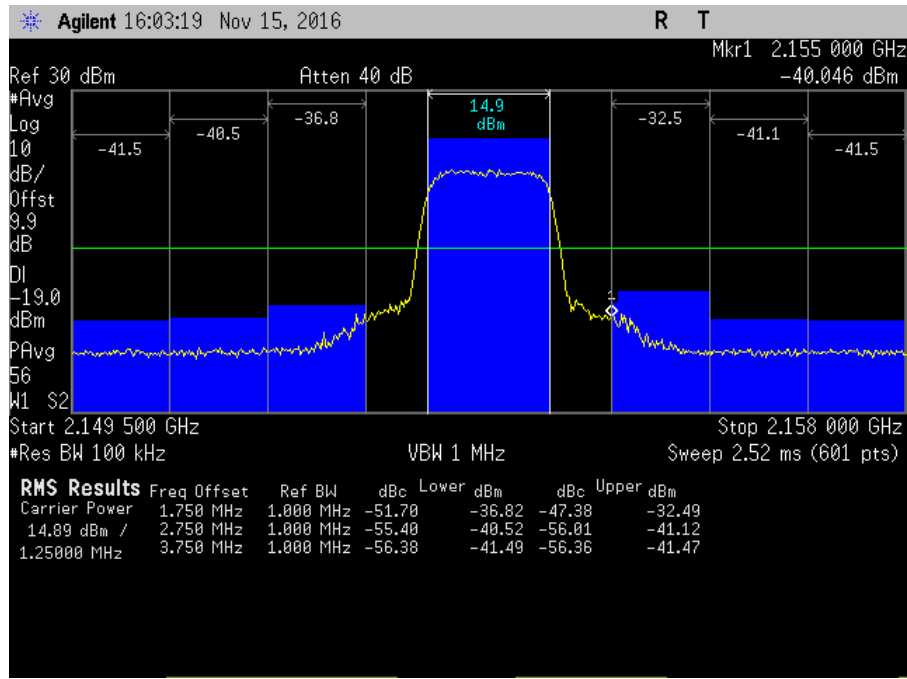 Agilent 16:03:19 Nov 15, 2016 R T
Mkr1 2.155 000 GHz
Ref 30 dBm Atten 40 dB -40.046 dBm
#Avg
Log
10
dB/
Offst
9.9
dB
DI
-19.0
dBm
PAvg
56
W1 S2
-41.5
-40.5
-36.8
14.9
dBm
-32.5
-41.1
-41.5
1
Start 2.149 500 GHz Stop 2.158 000 GHz
#Res BW 100 kHz VBW 1 MHz Sweep 2.52 ms (601 pts)
RMS Results Freq Offset Ref BW dBc Lower dBm dBc Upper dBm
Carrier Power 1.750 MHz 1.000 MHz -51.70 -36.82 -47.38 -32.49
14.89 dBm / 2.750 MHz 1.000 MHz -55.40 -40.52 -56.01 -41.12
1.25000 MHz 3.750 MHz 1.000 MHz -56.38 -41.49 -56.36 -41.47